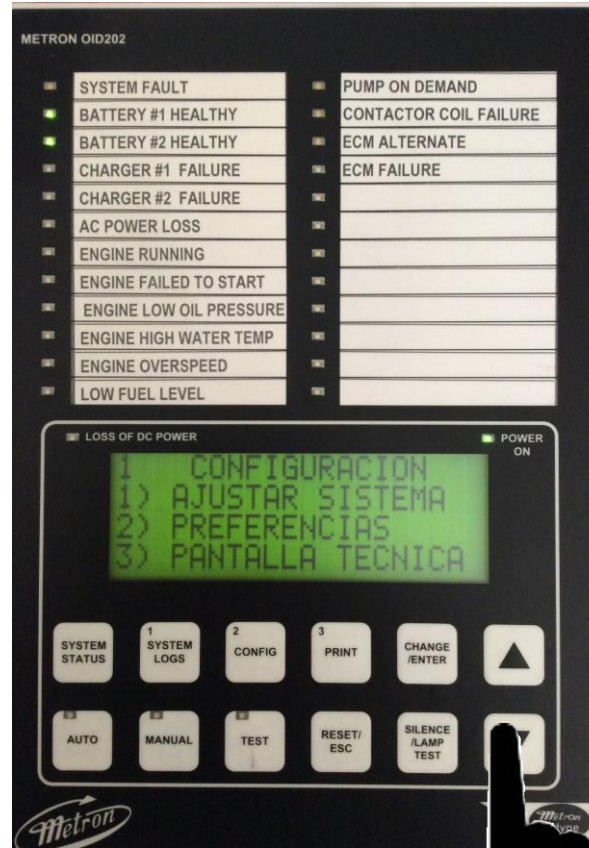 METRON OID202
SYSTEM FAULT
BATTERY #1 HEALTHY
BATTERY #2 HEALTHY
CHARGER #1 FAILURE
CHARGER #2 FAILURE
AC POWER LOSS
ENGINE RUNNING
ENGINE FAILED TO START
ENGINE LOW OIL PRESSURE
ENGINE HIGH WATER TEMP
ENGINE OVERSPEED
LOW FUEL LEVEL
PUMP ON DEMAND
CONTACTOR COIL FAILURE
ECM ALTERNATE
ECM FAILURE
LOSS OF DC POWER
POWER
ON
1 CONFIGURACION
1) AJUSTAR SISTEMA
2) PREFERENCIAS
3) PANTALLA TECNICA
SYSTEM
STATUS
1
SYSTEM
LOGS
2
CONFIG
3
PRINT
CHANGE
/ENTER
AUTO
MANUAL
TEST
RESET/
ESC
SILENCE
/LAMP
TEST
Metron
Metron